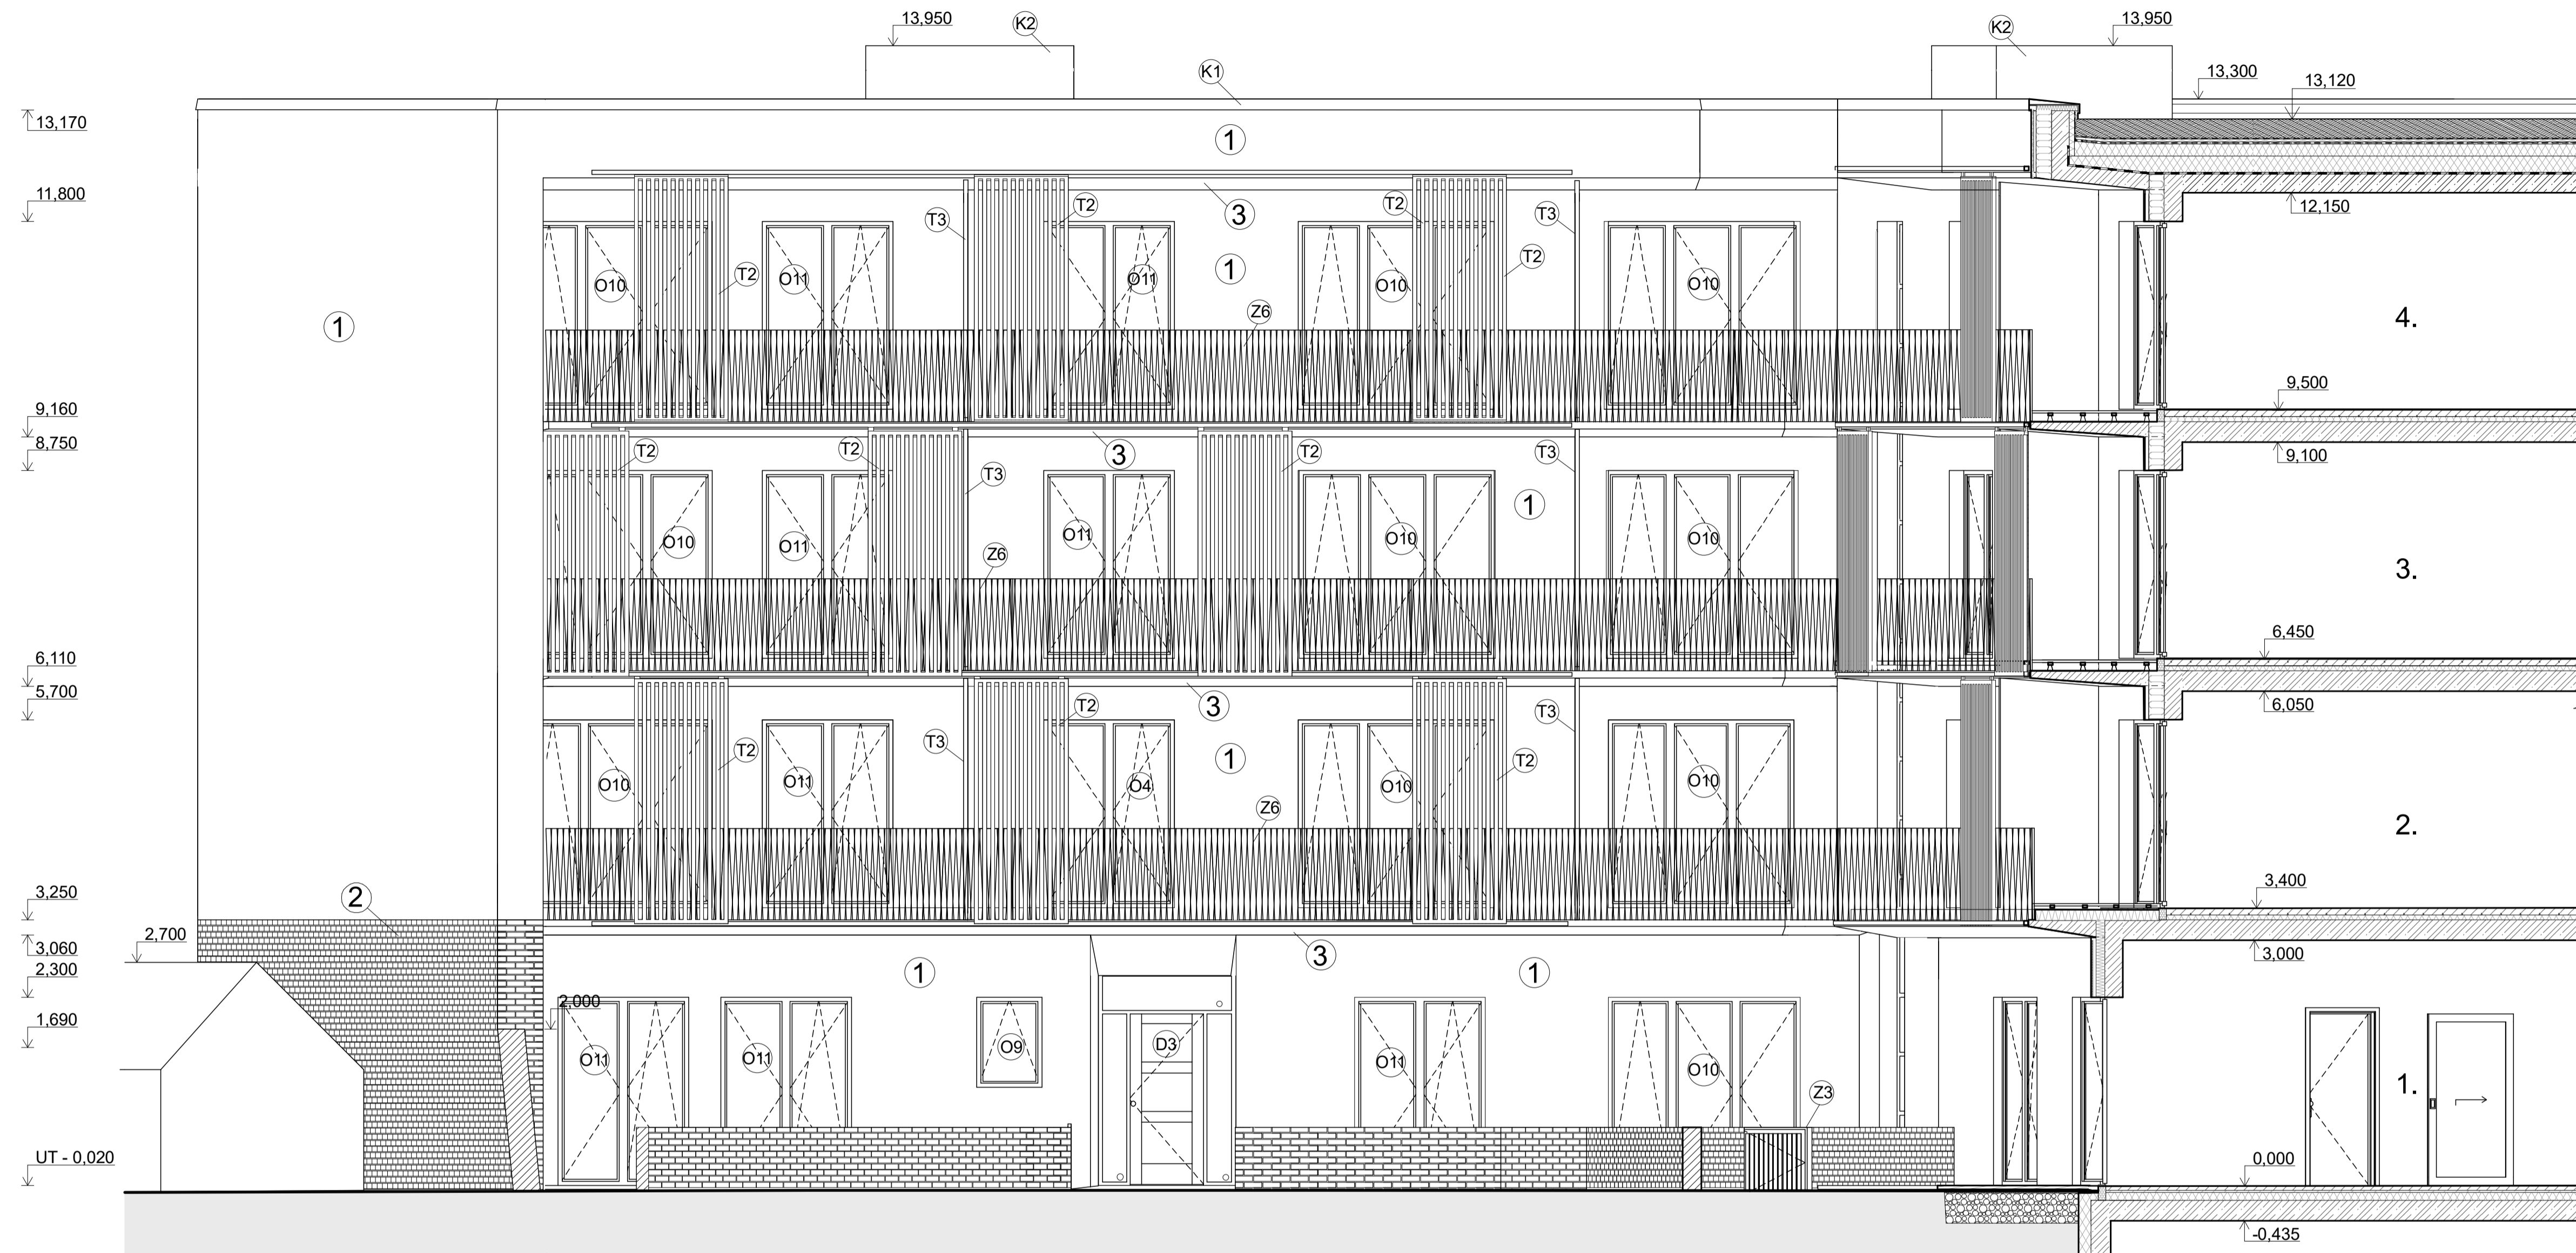 13,950
K2
K2
13,950
K1
13,300
13,120
13,170
1
11,800
T2
T2
3
T3
T3
12,150
T2
T2
1
O10
O11
O11
O10
O10
Z6
1
4.
9,160
9,500
8,750
T2
T2
3
T2
T3
9,100
T3
1
O10
O11
O11
O10
O10
Z6
3.
6,110
6,450
5,700
3
T2
T3
6,050
T3
T2
1
T2
O10
O11
O4
O10
O10
Z6
2.
3,250
2
3,400
2,700
3,060
3
3,000
2,300
1
1
2,000
1,690
O11
O11
O9
D3
O11
O10
Z3
1.
UT - 0,020
0,000
-0,435